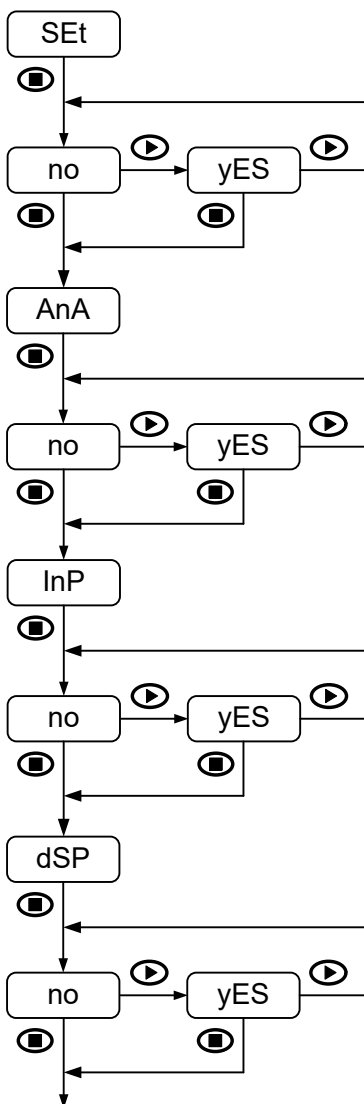 SEt
no yES
AnA
no yES
InP
no yES
dSP
no yES